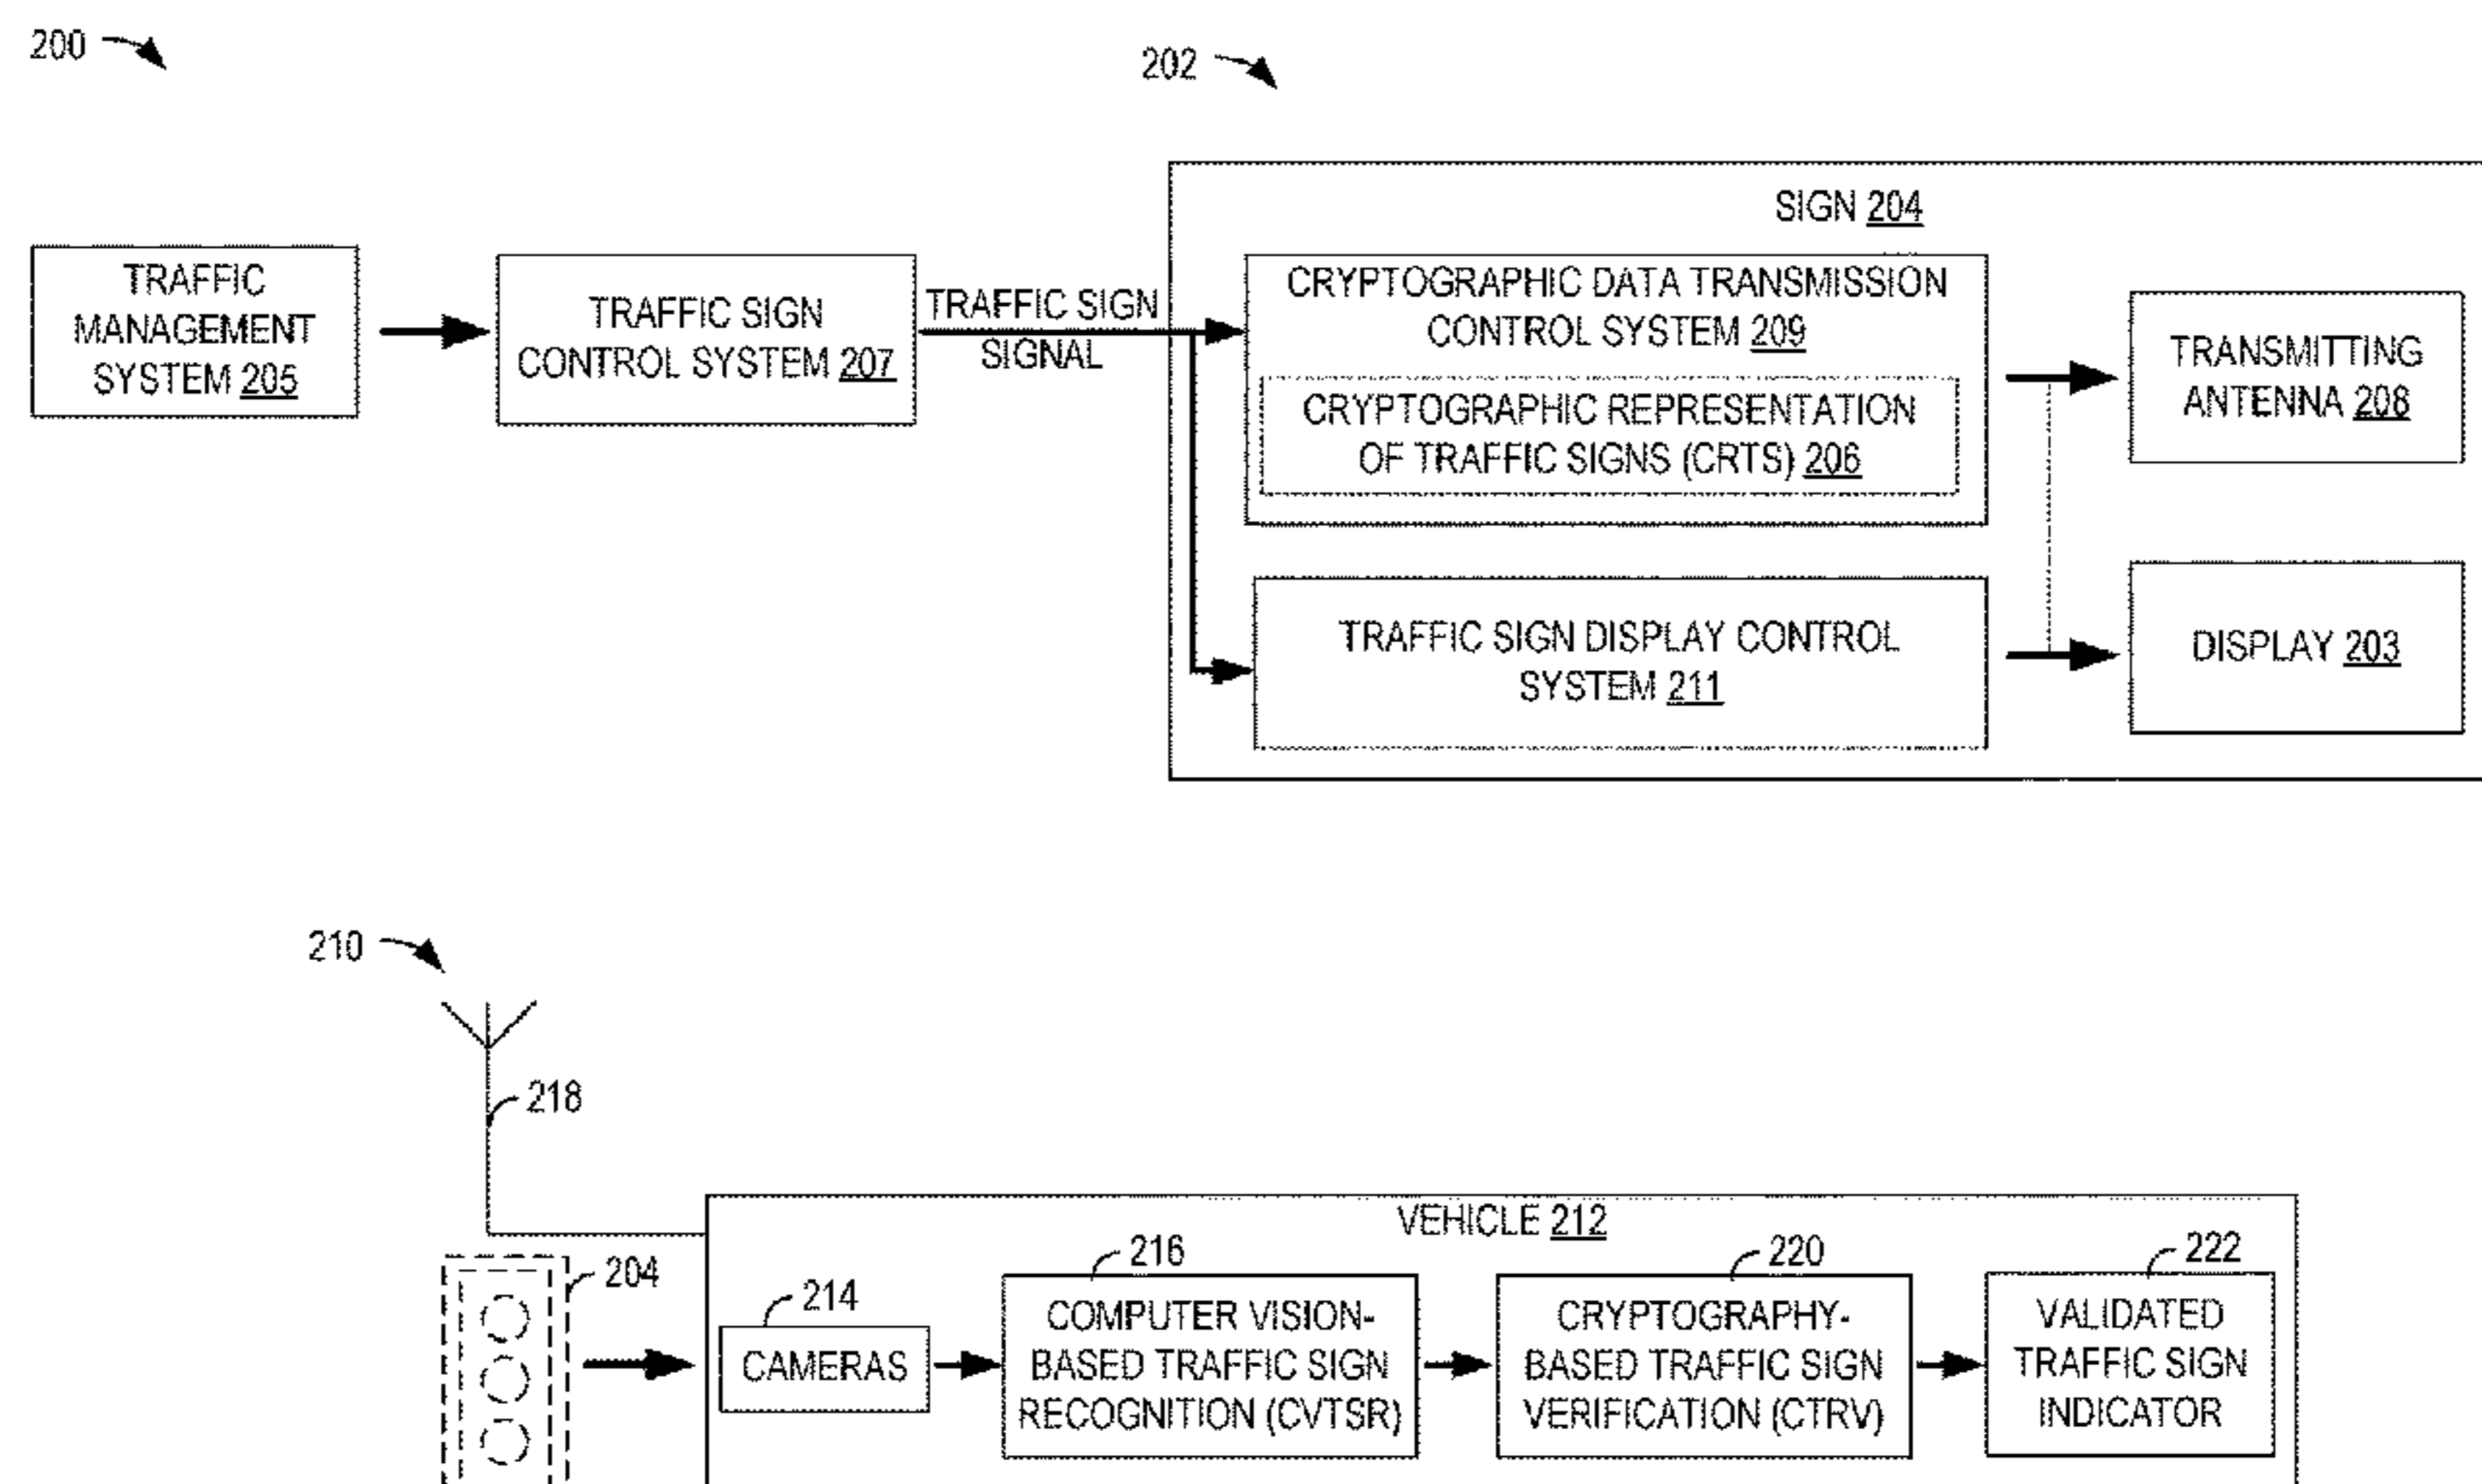 200
202
SIGN 204
TRAFFIC
MANAGEMENT
SYSTEM 205
TRAFFIC SIGN
CONTROL SYSTEM 207
TRAFFIC SIGN
SIGNAL
CRYPTOGRAPHIC DATA TRANSMISSION
CONTROL SYSTEM 209
CRYPTOGRAPHIC REPRESENTATION
OF TRAFFIC SIGNS (CRTS) 206
TRANSMITTING
ANTENNA 208
TRAFFIC SIGN DISPLAY CONTROL
SYSTEM 211
DISPLAY 203
210
218
VEHICLE 212
204
214
CAMERAS
216
COMPUTER VISION-
BASED TRAFFIC SIGN
RECOGNITION (CVTSR)
220
CRYPTOGRAPHY-
BASED TRAFFIC SIGN
VERIFICATION (CTRV)
222
VALIDATED
TRAFFIC SIGN
INDICATOR